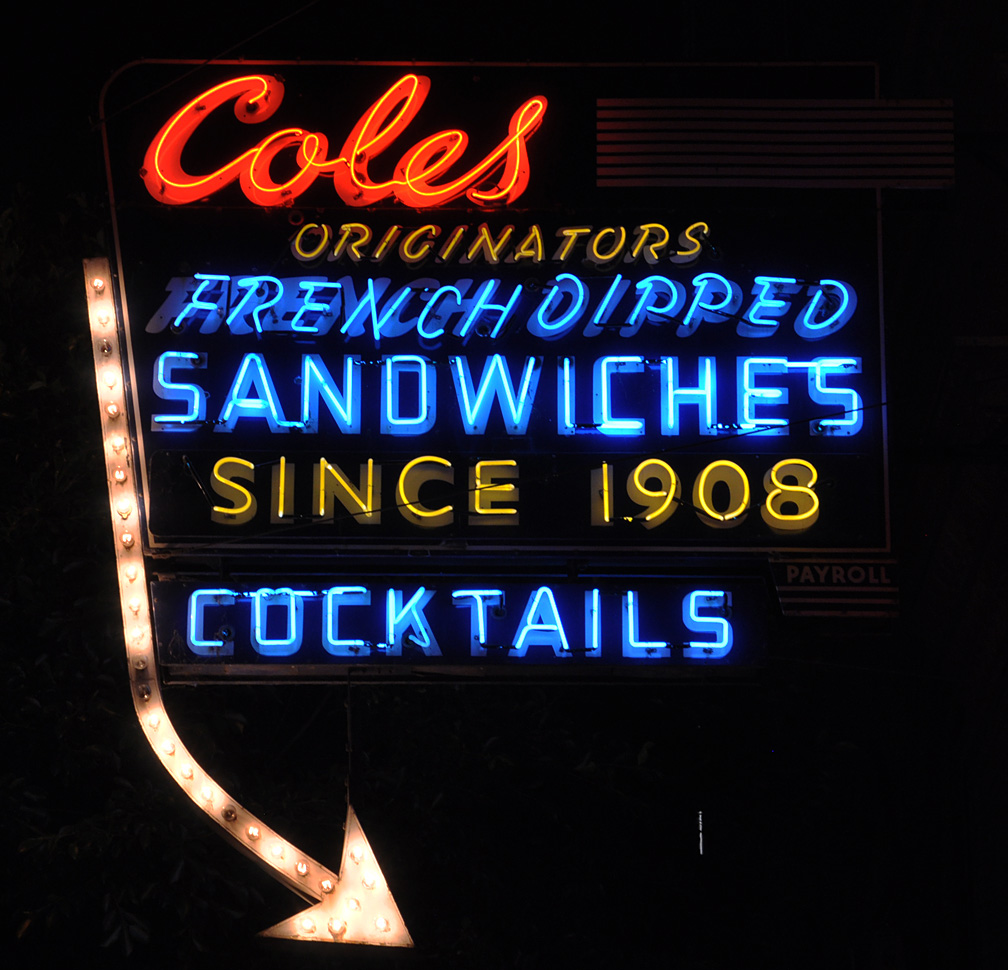 Coles
ORIGINATORS
FRENCH DIPPED
SANDWICHES
SINCE 1908
PAYROLL
COCKTAILS